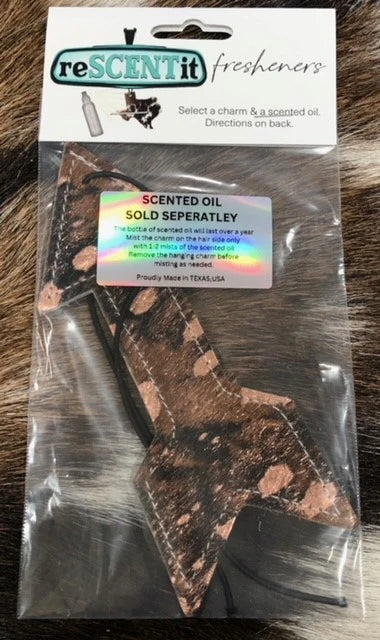 reSCENTit fresheners
Select a charm & a scented oil.
Directions on back.
SCENTED OIL
SOLD SEPERATLEY
The bottle of scented oil will last over a year
Mist the charm on the hair side only
with 1-2 mists of the scented oil
Remove the hanging charm before
misting as needed.
Proudly Made in TEXAS,USA